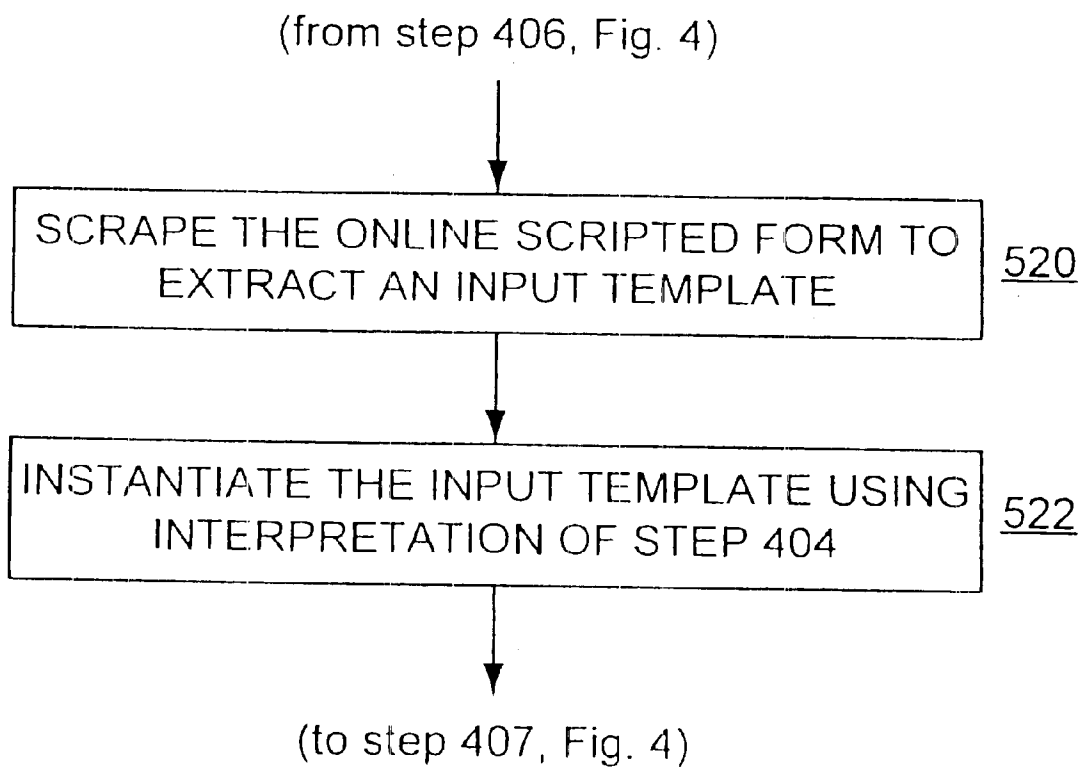 (from step 406, Fig. 4)
SCRAPE THE ONLINE SCRIPTED FORM TO
EXTRACT AN INPUT TEMPLATE
520
INSTANTIATE THE INPUT TEMPLATE USING
INTERPRETATION OF STEP 404
522
(to step 407, Fig. 4)